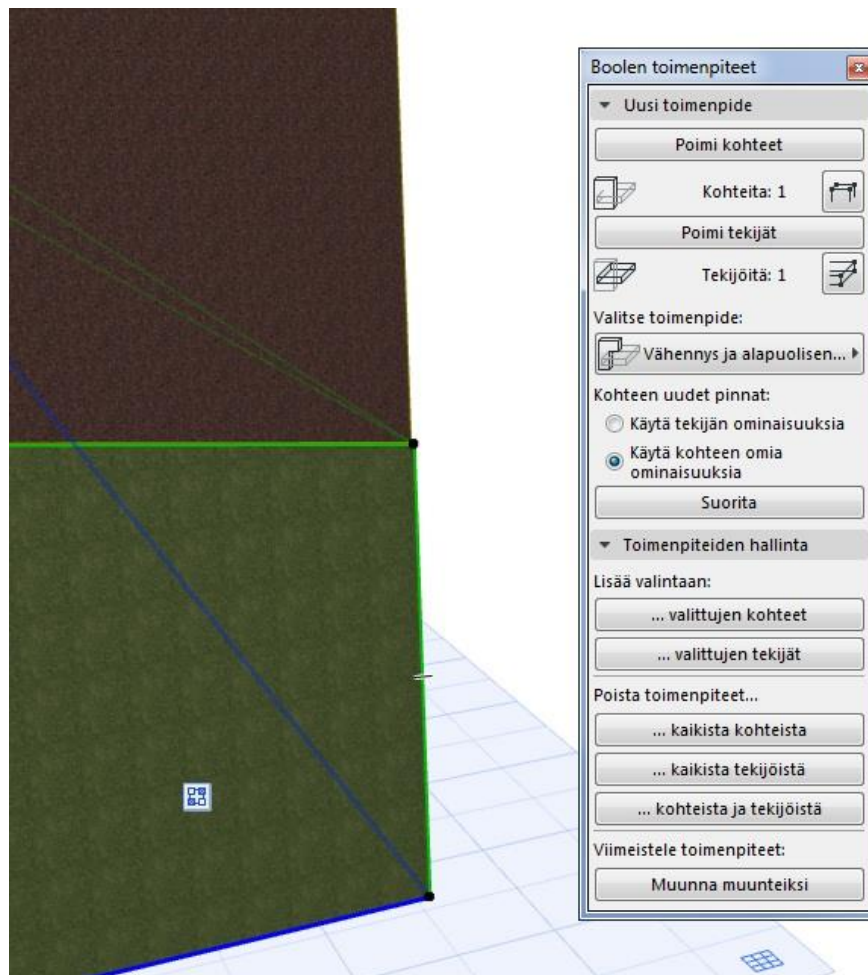 Boolen toimenpiteet
Uusi toimenpide
Poimi kohteet
Kohteita: 1
Poimi tekijät
Tekijöitä: 1
Valitse toimenpide:
Vähennys ja alapuolisen...
Kohteen uudet pinnat:
Käytä tekijän ominaisuuksia
Käytä kohteen omia
ominaisuuksia
Suorita
Toimenpiteiden hallinta
Lisää valintaan:
... valittujen kohteet
... valittujen tekijät
Poista toimenpiteet...
... kaikista kohteista
... kaikista tekijöistä
... kohteista ja tekijöistä
Viimeistele toimenpiteet:
Muunna muunteiksi